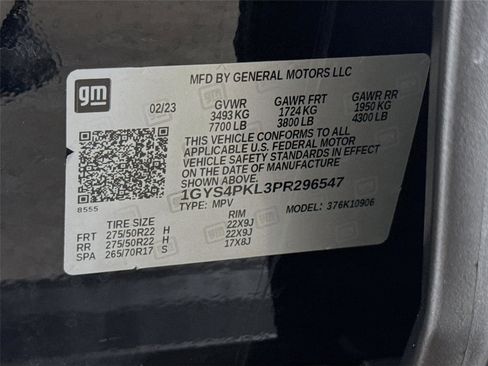 gm
MFD BY GENERAL MOTORS LLC
02/23 GVWR GAWR FRT GAWR RR
3493 KG 1724 KG 1950 KG
7700 LB 3800 LB 4300 LB
THIS VEHICLE CONFORMS TO ALL
APPLICABLE U.S. FEDERAL MOTOR
VEHICLE SAFETY STANDARDS IN
EFFECT ON THE DATE OF
MANUFACTURE SHOWN ABOVE.
1GYS4PKL3PR296547
8555 TYPE: MPV MODEL: 376K10906
TIRE SIZE RIM
FRT 275/50R22 H 22X9J
RR 275/50R22 H 22X9J
SPA 265/70R17 S 17X8J